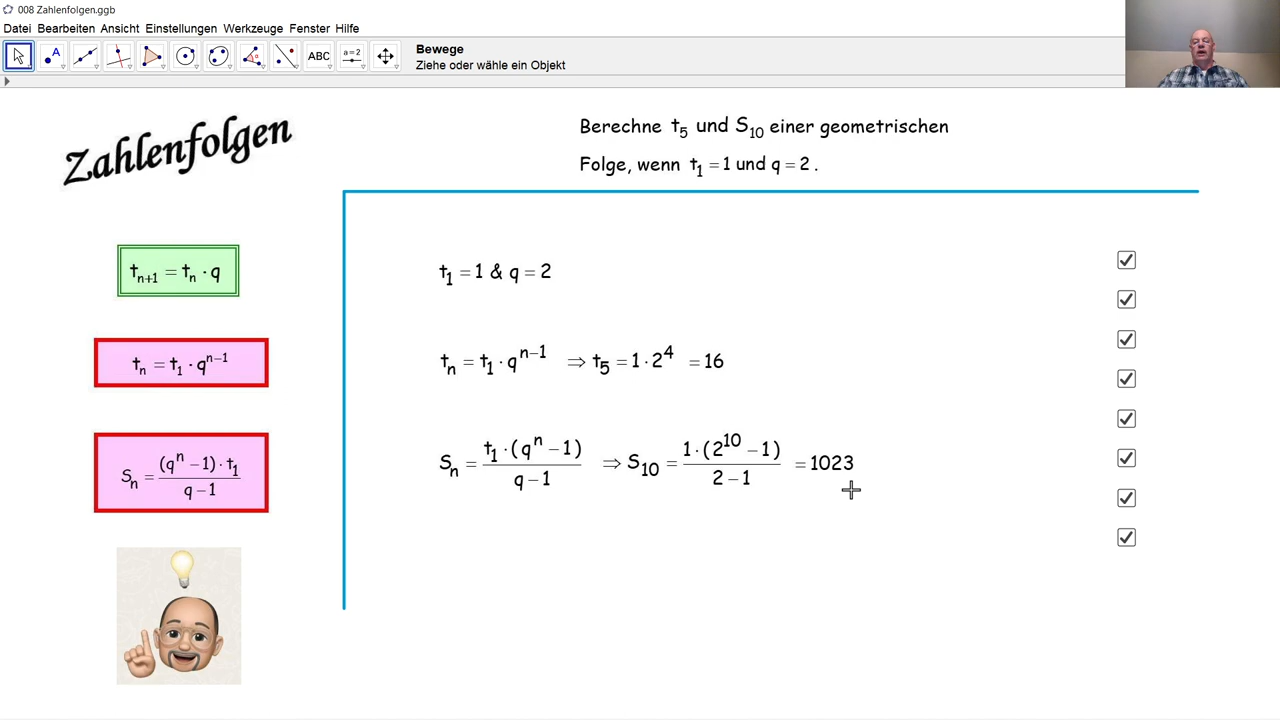 008 Zahlenfolgen.ggb
Datei Bearbeiten Ansicht Einstellungen Werkzeuge Fenster Hilfe
A ABC a=2
Bewege
Ziehe oder wähle ein Objekt
Zahlenfolgen
Berechne t₅ und S₁₀ einer geometrischen
Folge, wenn t₁ = 1 und q = 2 .
tₙ₊₁ = tₙ · q
tₙ = t₁ · qⁿ⁻¹
Sₙ = (qⁿ − 1) · t₁ / q − 1
t₁ = 1 & q = 2
tₙ = t₁ · qⁿ⁻¹ ⇒ t₅ = 1 · 2⁴ = 16
Sₙ = t₁ · (qⁿ − 1) / q − 1 ⇒ S₁₀ = 1 · (2¹⁰ − 1) / 2 − 1 = 1023